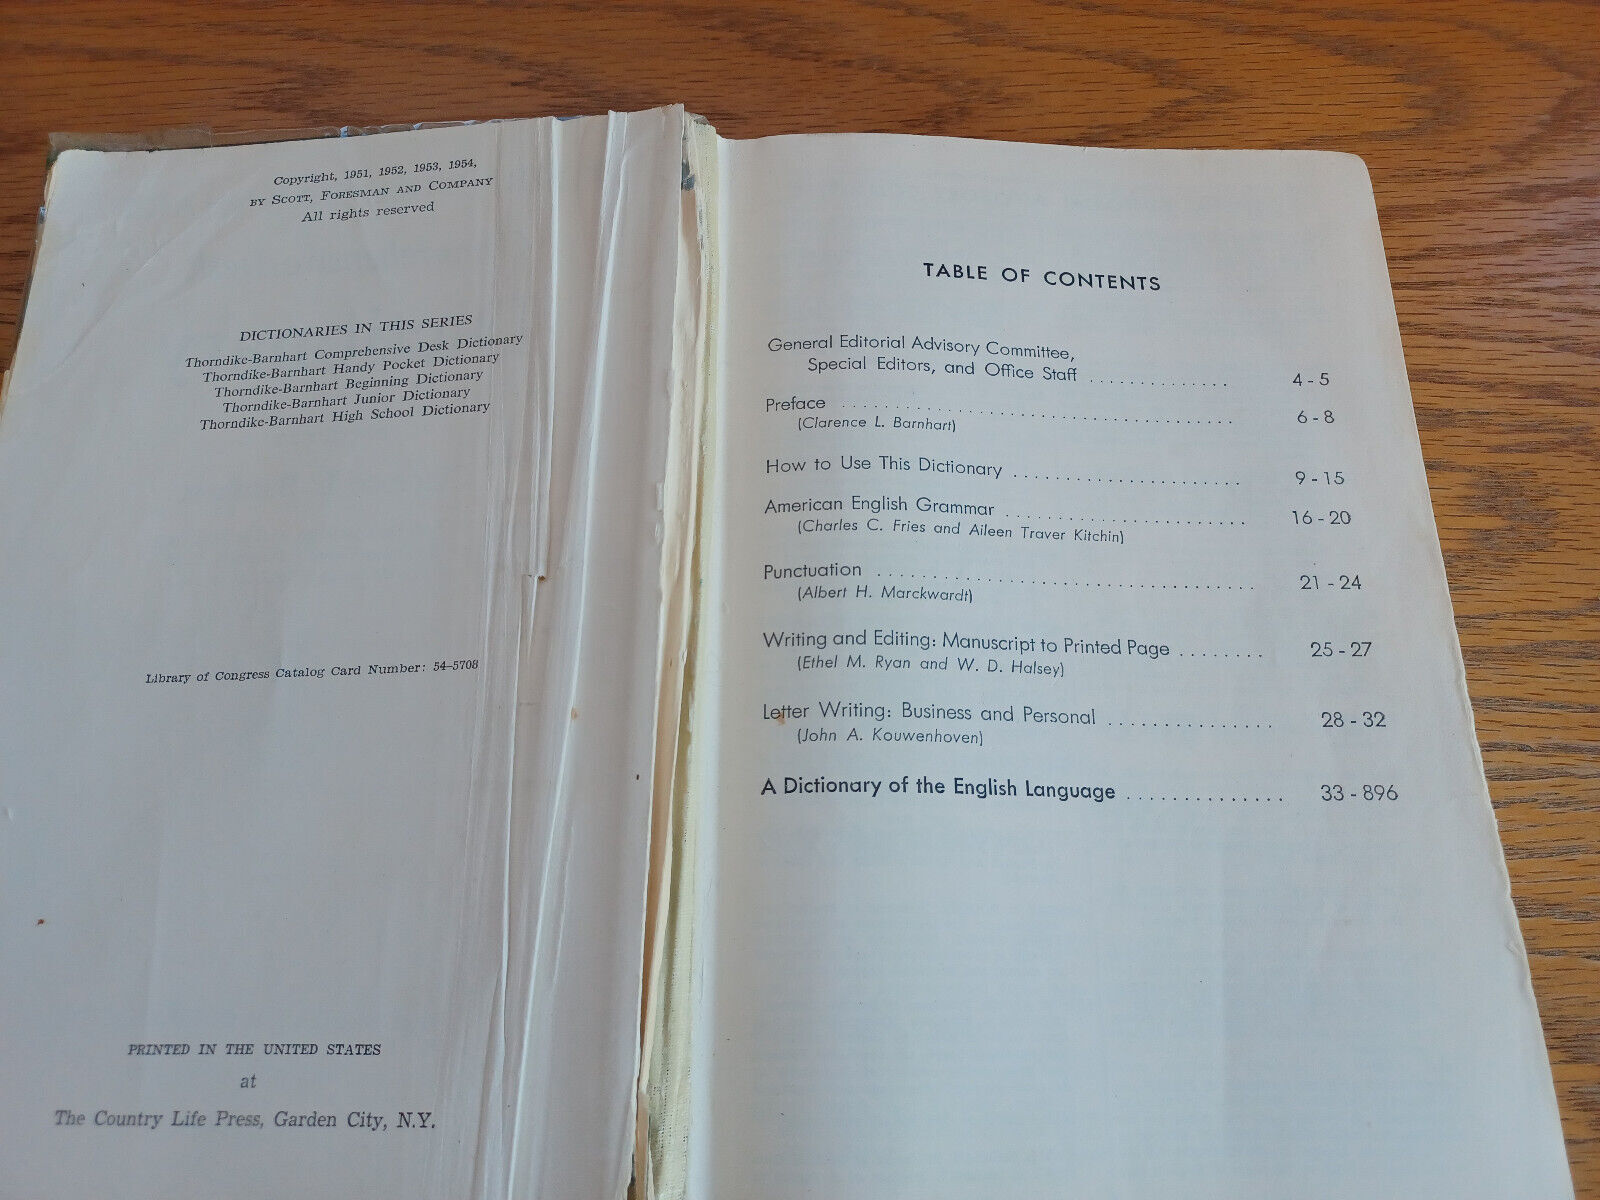 Copyright, 1951, 1952, 1953, 1954,
BY SCOTT, FORESMAN AND COMPANY
All rights reserved
DICTIONARIES IN THIS SERIES
Thorndike-Barnhart Comprehensive Desk Dictionary
Thorndike-Barnhart Handy Pocket Dictionary
Thorndike-Barnhart Beginning Dictionary
Thorndike-Barnhart Junior Dictionary
Thorndike-Barnhart High School Dictionary
Library of Congress Catalog Card Number: 54–5708
PRINTED IN THE UNITED STATES
at
The Country Life Press, Garden City, N.Y.
TABLE OF CONTENTS
General Editorial Advisory Committee,
Special Editors, and Office Staff . . . . . . . . . . . . . 4 - 5
Preface . . . . . . . . . . . . . . . . . . . . . . . . . . . . . . 6 - 8
(Clarence L. Barnhart)
How to Use This Dictionary . . . . . . . . . . . . . . . . . . . . . 9 - 15
American English Grammar . . . . . . . . . . . . . . . . . . . . . . 16 - 20
(Charles C. Fries and Aileen Traver Kitchin)
Punctuation . . . . . . . . . . . . . . . . . . . . . . . . . . . . . . 21 - 24
(Albert H. Marckwardt)
Writing and Editing: Manuscript to Printed Page . . . . . . . . 25 - 27
(Ethel M. Ryan and W. D. Halsey)
Letter Writing: Business and Personal . . . . . . . . . . . . . . . 28 - 32
(John A. Kouwenhoven)
A Dictionary of the English Language . . . . . . . . . . . . . . 33 - 896